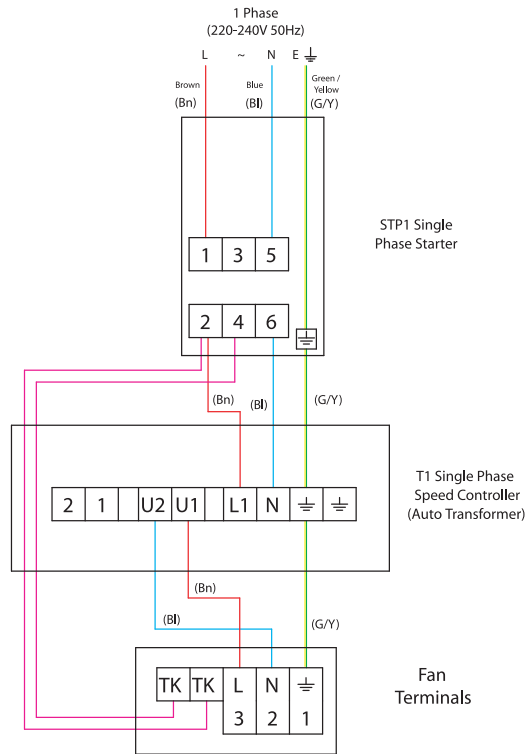 1 Phase
(220-240V 50Hz)
L ~ N E
Brown Blue Green /
Yellow
(Bn) (Bl) (G/Y)
1 3 5
STP1 Single
Phase Starter
2 4 6
(Bn) (Bl) (G/Y)
T1 Single Phase
Speed Controller
(Auto Transformer)
2 1 U2 U1 L1 N
(Bn)
(Bl) (G/Y)
TK TK L N
3 2 1
Fan
Terminals